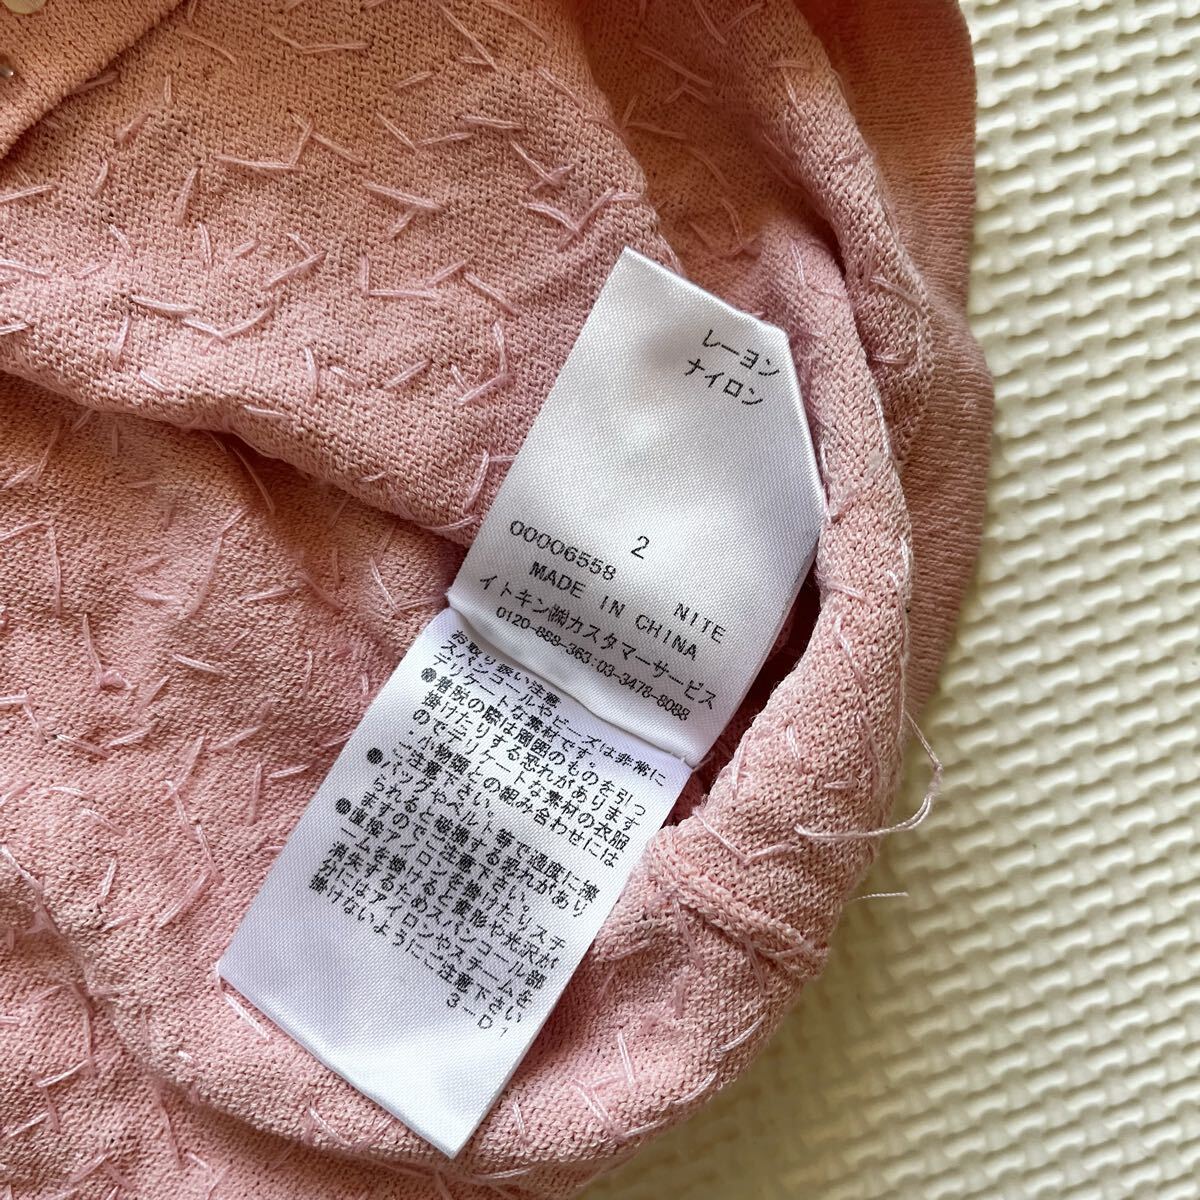 レーヨン
ナイロン
2
00006558 NITE
MADE IN CHINA
イトキン㈱カスタマーサービス
0120-888-363:03-3478-8088
お取り扱い注意
スパンコールやビーズは非常に
デリケートな素材です。
●着脱の際は周囲のものを引っ
掛けたりする恐れがあります
のでデリケートな素材の衣服
・小物類との組み合わせには
ご注意下さい。
●バッグやベルト等で過度に擦
られると破損する恐れがあり
ますのでご注意下さい。
●直接アイロンを掛けたりスチ
ームを掛けると変形や光沢が
消失するためスパンコール部
分にはアイロンやスチームを
掛けないようにご注意下さい
3-D 1